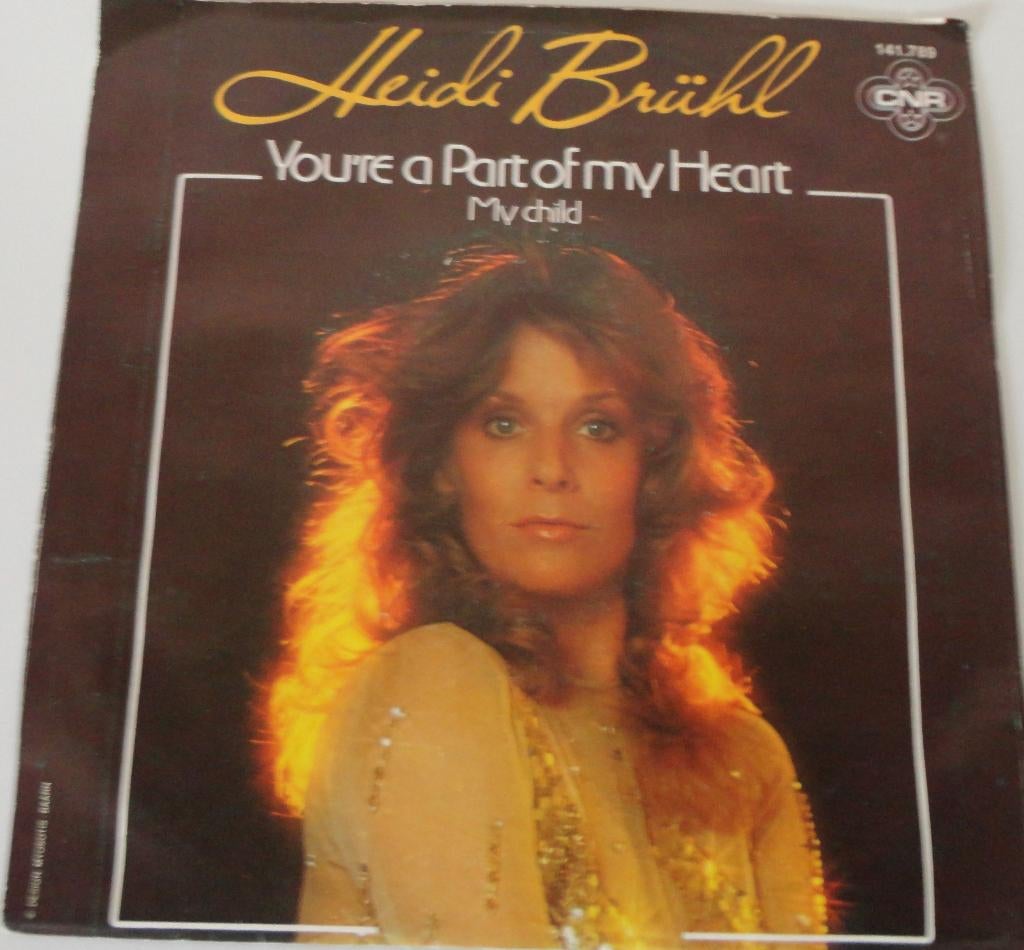 Heidi Brühl
141.789
CNR
You're a Part of my Heart
My child